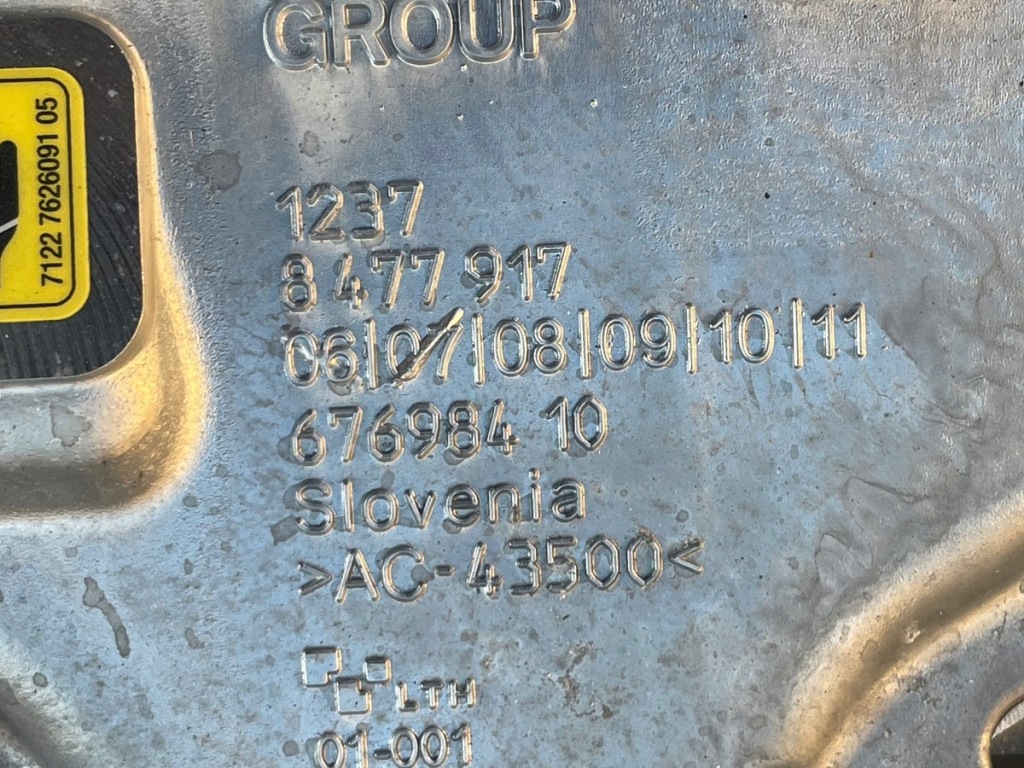 GROUP
7122 7626091 05
1237
8 477 917
06|07|08|09|10|11
676984 10
Slovenia
>AC-43500<
LTH
01-001